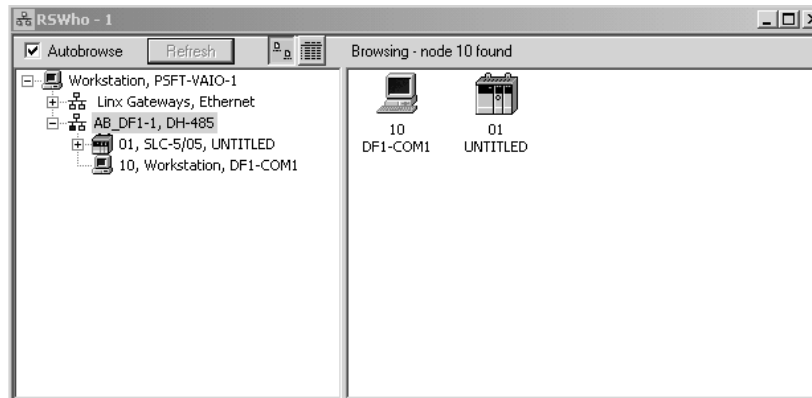 RSWho - 1
Autobrowse
Refresh
Browsing - node 10 found
Workstation, PSFT-VAIO-1
Linx Gateways, Ethernet
AB_DF1-1, DH-485
01, SLC-5/05, UNTITLED
10, Workstation, DF1-COM1
10
DF1-COM1
01
UNTITLED